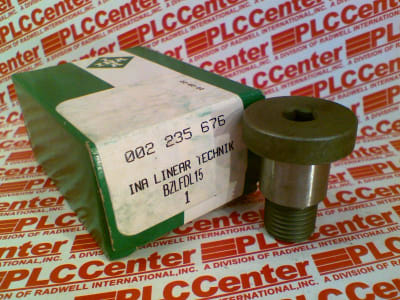 002 235 676
INA LINEAR TECHNIK
BZLFDL15
1
PLCCenter
A DIVISION OF RADWELL INTERNATIONAL, INC.